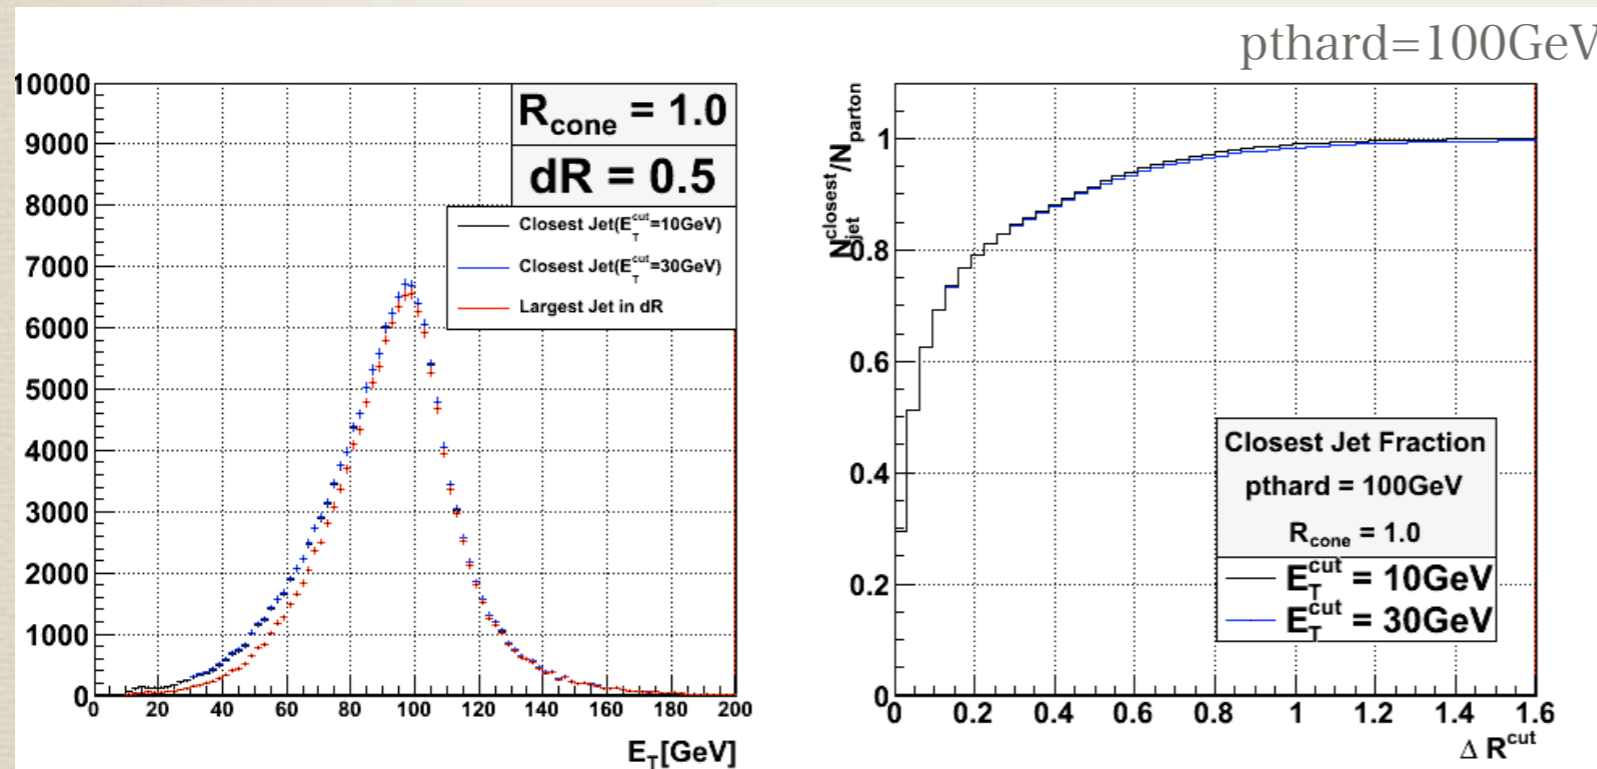 pthard=100GeV
R_cone = 1.0
dR = 0.5
Closest Jet(E_T^cut=10GeV)
Closest Jet(E_T^cut=30GeV)
Largest Jet in dR
10000
9000
8000
7000
6000
5000
4000
3000
2000
1000
0
0 20 40 60 80 100 120 140 160 180 200
E_T[GeV]
N_jet^closest/N_parton
1
0.8
0.6
0.4
0.2
0
Closest Jet Fraction
pthard = 100GeV
R_cone = 1.0
E_T^cut = 10GeV
E_T^cut = 30GeV
0 0.2 0.4 0.6 0.8 1 1.2 1.4 1.6
Δ R^cut